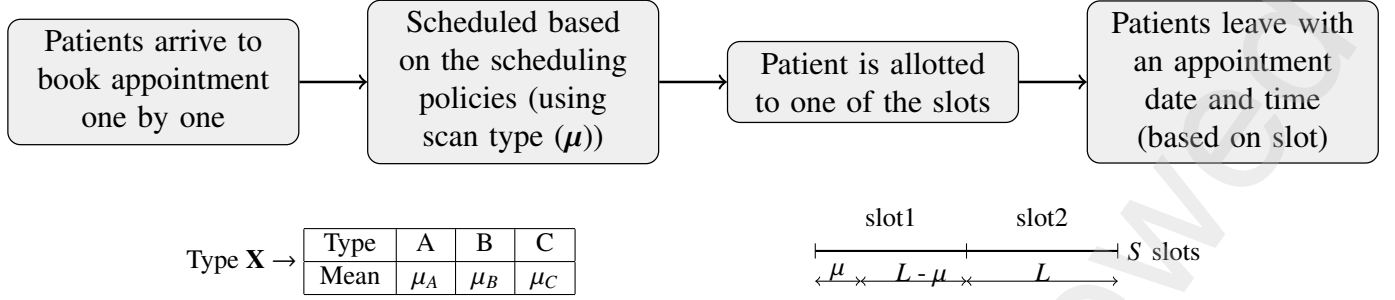 Patients arrive to
book appointment
one by one
Scheduled based
on the scheduling
policies (using
scan type (μ))
Patient is allotted
to one of the slots
Patients leave with
an appointment
date and time
(based on slot)
Type X →
Type A B C
Mean μ_A μ_B μ_C
slot1 slot2
S slots
μ L - μ L